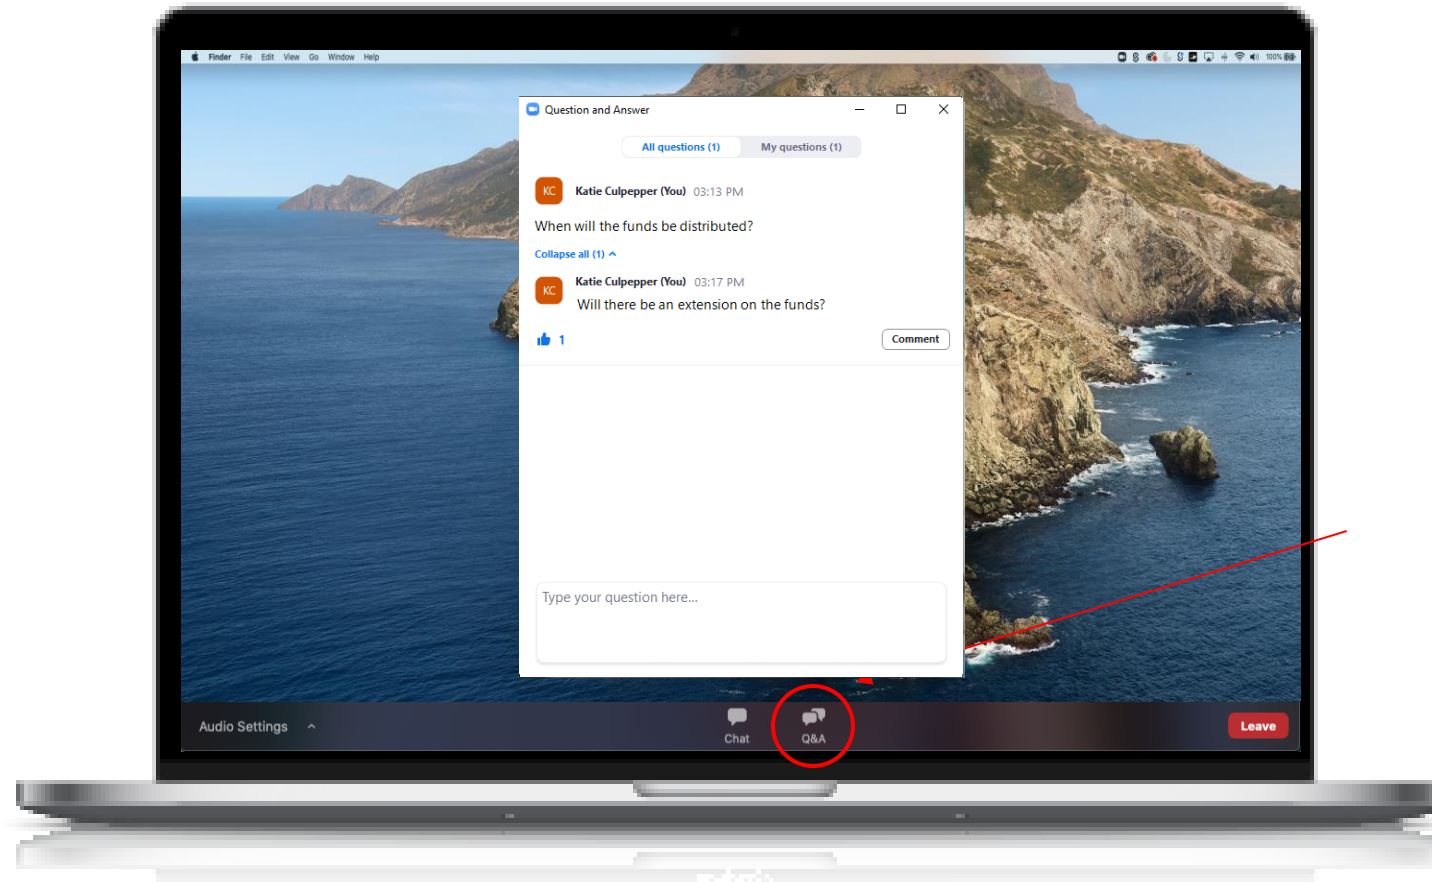 Finder File Edit View Go Window Help
100%
Question and Answer
All questions (1) My questions (1)
KC Katie Culpepper (You) 03:13 PM
When will the funds be distributed?
Collapse all (1)
KC Katie Culpepper (You) 03:17 PM
Will there be an extension on the funds?
1 Comment
Type your question here...
Audio Settings Chat Q&A Leave